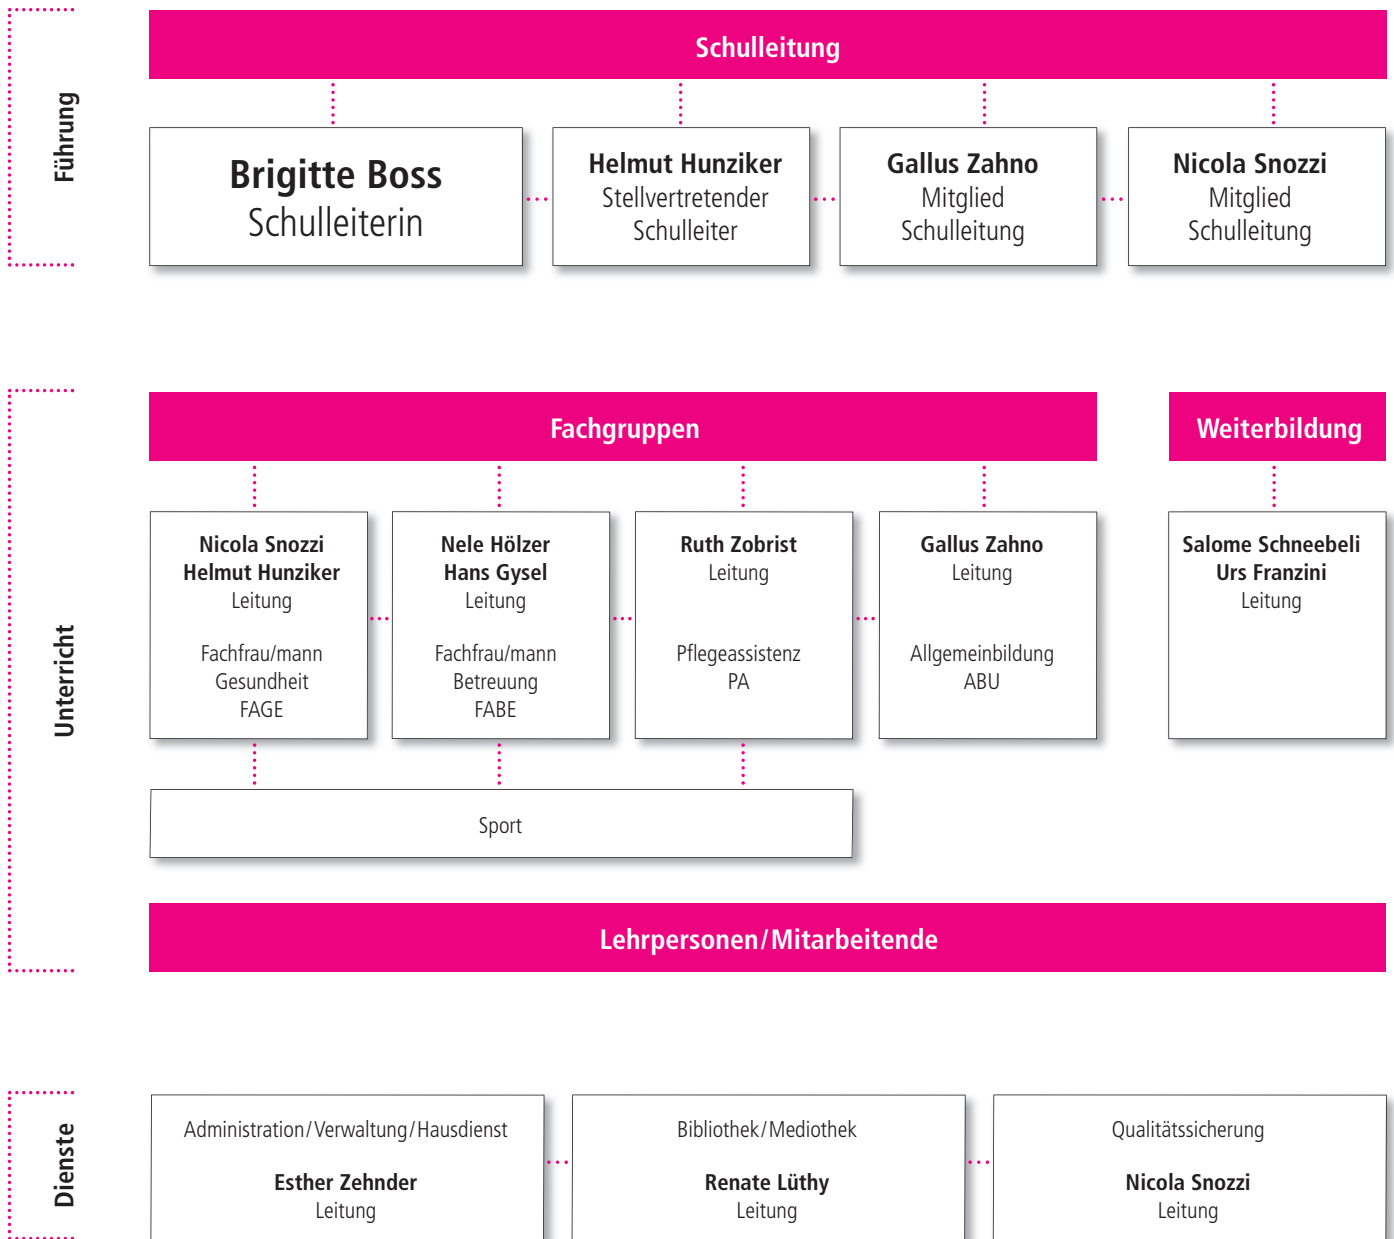 Führung
Schulleitung
Brigitte Boss
Schulleiterin
Helmut Hunziker
Stellvertretender
Schulleiter
Gallus Zahno
Mitglied
Schulleitung
Nicola Snozzi
Mitglied
Schulleitung
Unterricht
Fachgruppen
Weiterbildung
Nicola Snozzi
Helmut Hunziker
Leitung
Fachfrau/mann
Gesundheit
FAGE
Nele Hölzer
Hans Gysel
Leitung
Fachfrau/mann
Betreuung
FABE
Ruth Zobrist
Leitung
Pflegeassistenz
PA
Gallus Zahno
Leitung
Allgemeinbildung
ABU
Salome Schneebeli
Urs Franzini
Leitung
Sport
Lehrpersonen/Mitarbeitende
Dienste
Administration/Verwaltung/Hausdienst
Esther Zehnder
Leitung
Bibliothek/Mediothek
Renate Lüthy
Leitung
Qualitätssicherung
Nicola Snozzi
Leitung